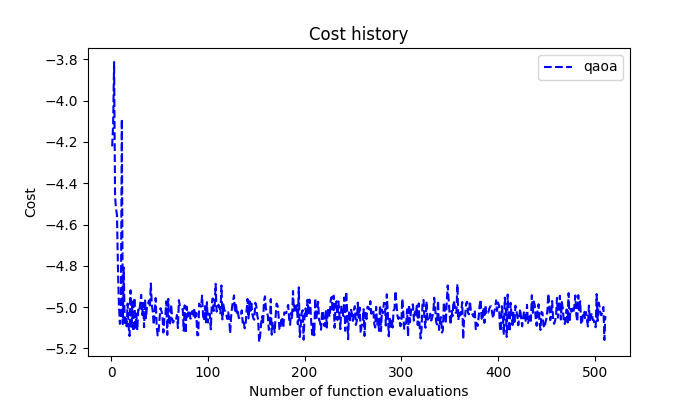 Cost history
qaoa
−3.8
−4.0
−4.2
−4.4
−4.6
−4.8
−5.0
−5.2
Cost
0 100 200 300 400 500
Number of function evaluations